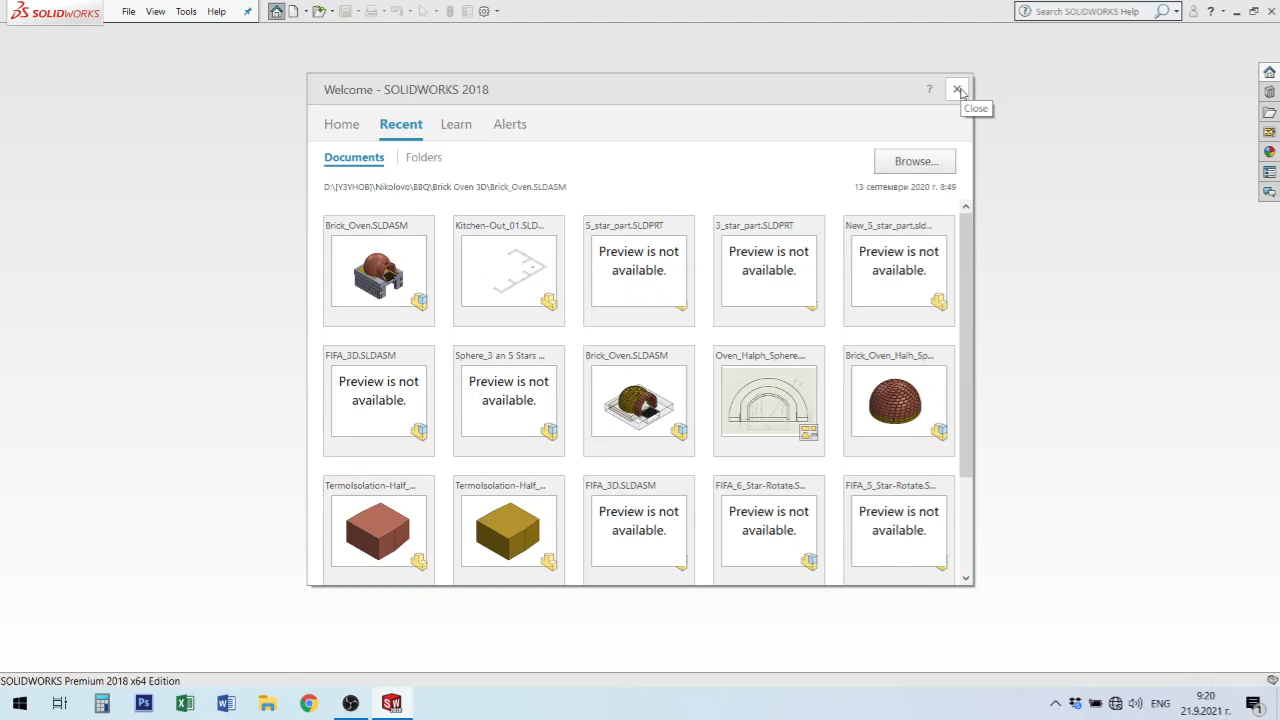 SOLIDWORKS File View Tools Help Search SOLIDWORKS Help
Welcome - SOLIDWORKS 2018
Close
Home Recent Learn Alerts
Documents Folders Browse...
D:\[Y3YHOB]\Nikolovo\BBQ\Brick Oven 3D\Brick_Oven.SLDASM 13 септември 2020 г. 8:49
Brick_Oven.SLDASM Kitchen-Out_01.SLD... 5_star_part.SLDPRT 3_star_part.SLDPRT New_5_star_part.sld...
Preview is not available. Preview is not available. Preview is not available.
FIFA_3D.SLDASM Sphere_3 an 5 Stars ... Brick_Oven.SLDASM Oven_Halph_Sphere.... Brick_Oven_Halh_Sp...
Preview is not available. Preview is not available.
TermoIsolation-Half_... TermoIsolation-Half_... FIFA_3D.SLDASM FIFA_6_Star-Rotate.S... FIFA_5_Star-Rotate.S...
Preview is not available. Preview is not available. Preview is not available.
SOLIDWORKS Premium 2018 x64 Edition
ENG 9:20
21.9.2021 г.